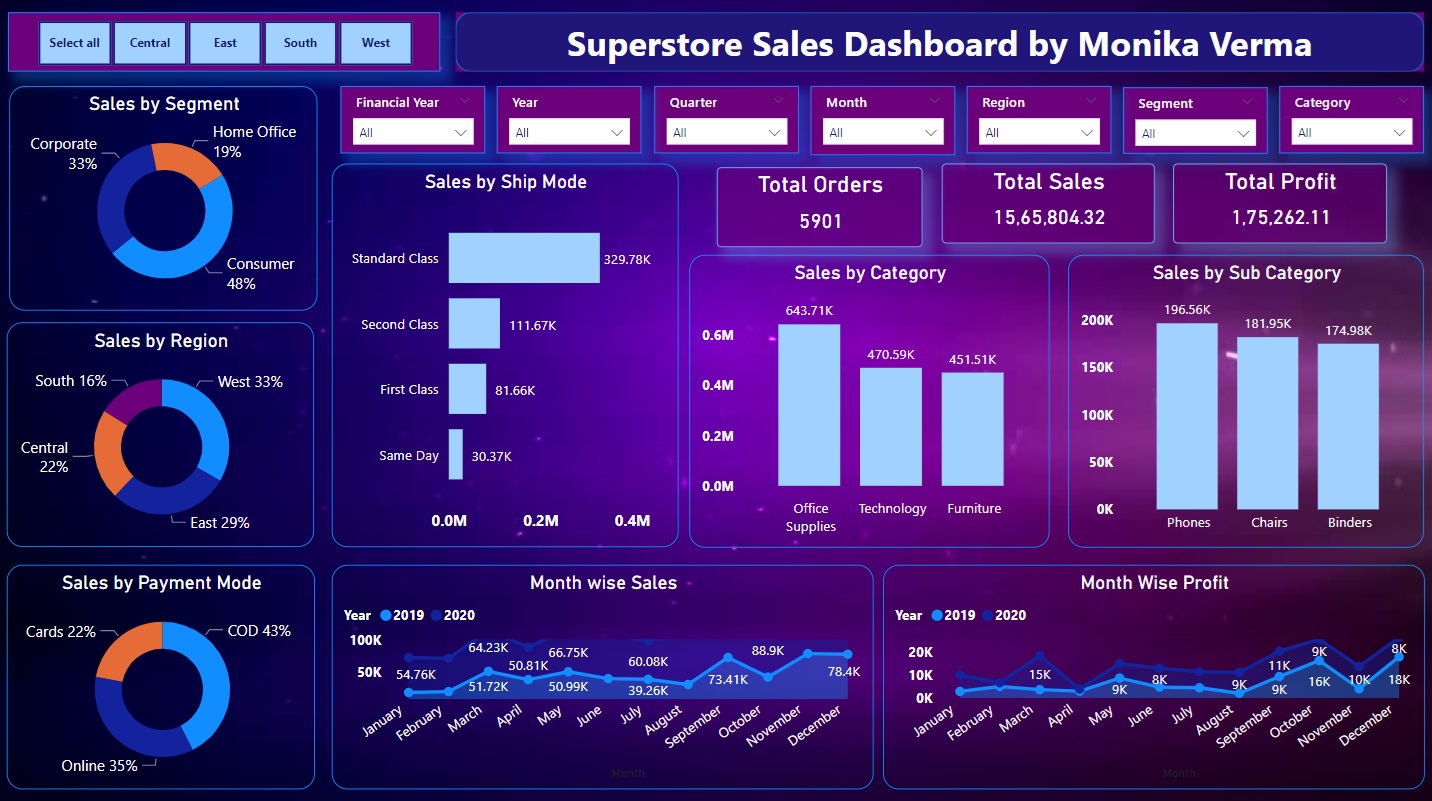 Select all
Central
East
South
West
Superstore Sales Dashboard by Monika Verma
Financial Year
All
Year
All
Quarter
All
Month
All
Region
All
Segment
All
Category
All
Sales by Segment
Home Office
19%
Corporate
33%
Consumer
48%
Sales by Region
South 16%
West 33%
Central
22%
East 29%
Sales by Payment Mode
Cards 22%
COD 43%
Online 35%
Sales by Ship Mode
Standard Class
329.78K
Second Class
111.67K
First Class
81.66K
Same Day
30.37K
0.0M
0.2M
0.4M
Total Orders
5901
Total Sales
15,65,804.32
Total Profit
1,75,262.11
Sales by Category
643.71K
470.59K
451.51K
0.6M
0.4M
0.2M
0.0M
Office
Supplies
Technology
Furniture
Sales by Sub Category
196.56K
181.95K
174.98K
200K
150K
100K
50K
0K
Phones
Chairs
Binders
Month wise Sales
Year 2019 2020
100K
50K
54.76K
64.23K
51.72K
50.81K
66.75K
50.99K
60.08K
39.26K
73.41K
88.9K
78.4K
January
February
March
April
May
June
July
August
September
October
November
December
Month
Month Wise Profit
Year 2019 2020
20K
10K
0K
15K
9K
8K
9K
11K
9K
9K
16K
10K
8K
18K
January
February
March
April
May
June
July
August
September
October
November
December
Month